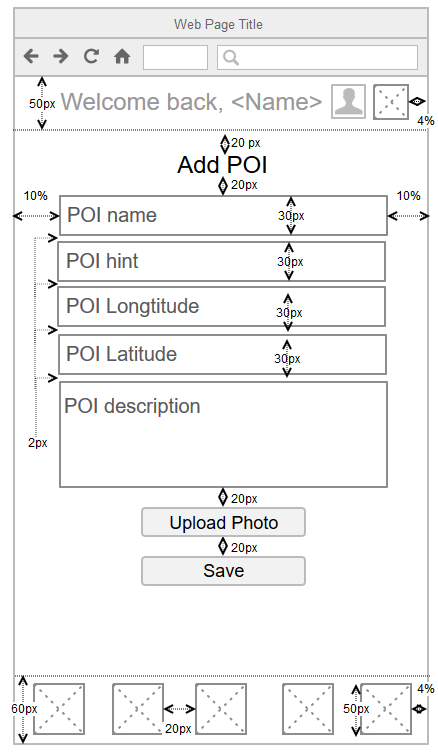 Web Page Title
50px
Welcome back, <Name>
4%
20 px
Add POI
20px
10%
10%
POI name
30px
POI hint
30px
POI Longtitude
30px
POI Latitude
30px
POI description
2px
20px
Upload Photo
20px
Save
4%
60px
20px
50px